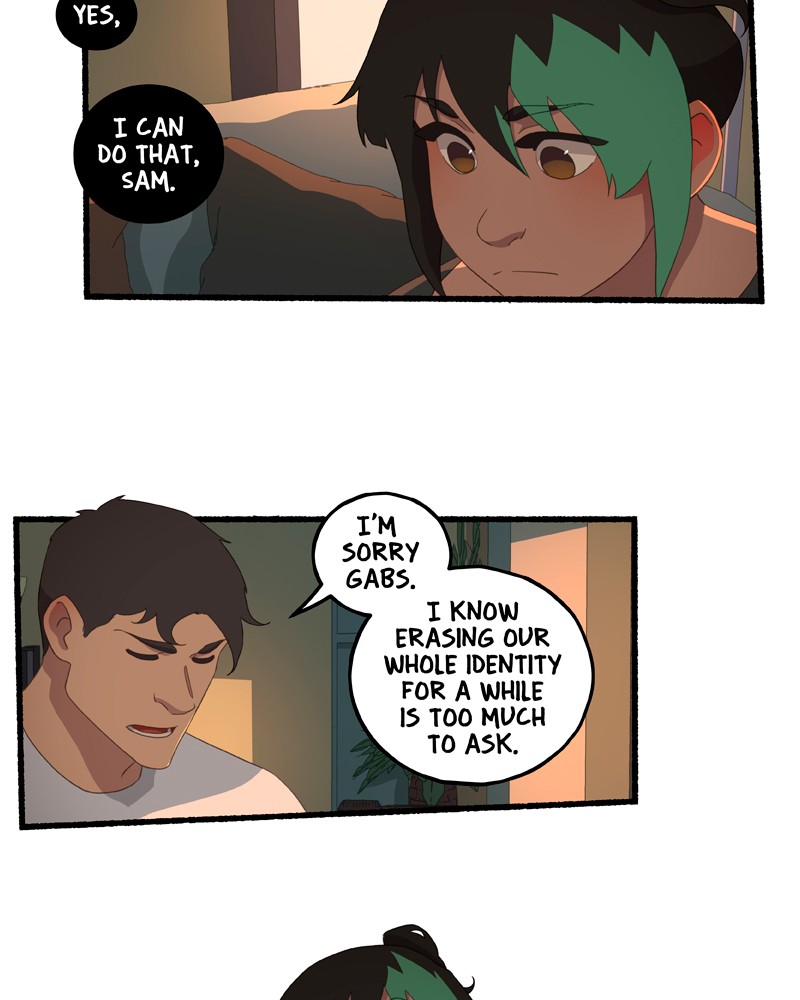 YES,
I CAN
DO THAT,
SAM.
I'M
SORRY
GABS.
I KNOW
ERASING OUR
WHOLE IDENTITY
FOR A WHILE
IS TOO MUCH
TO ASK.